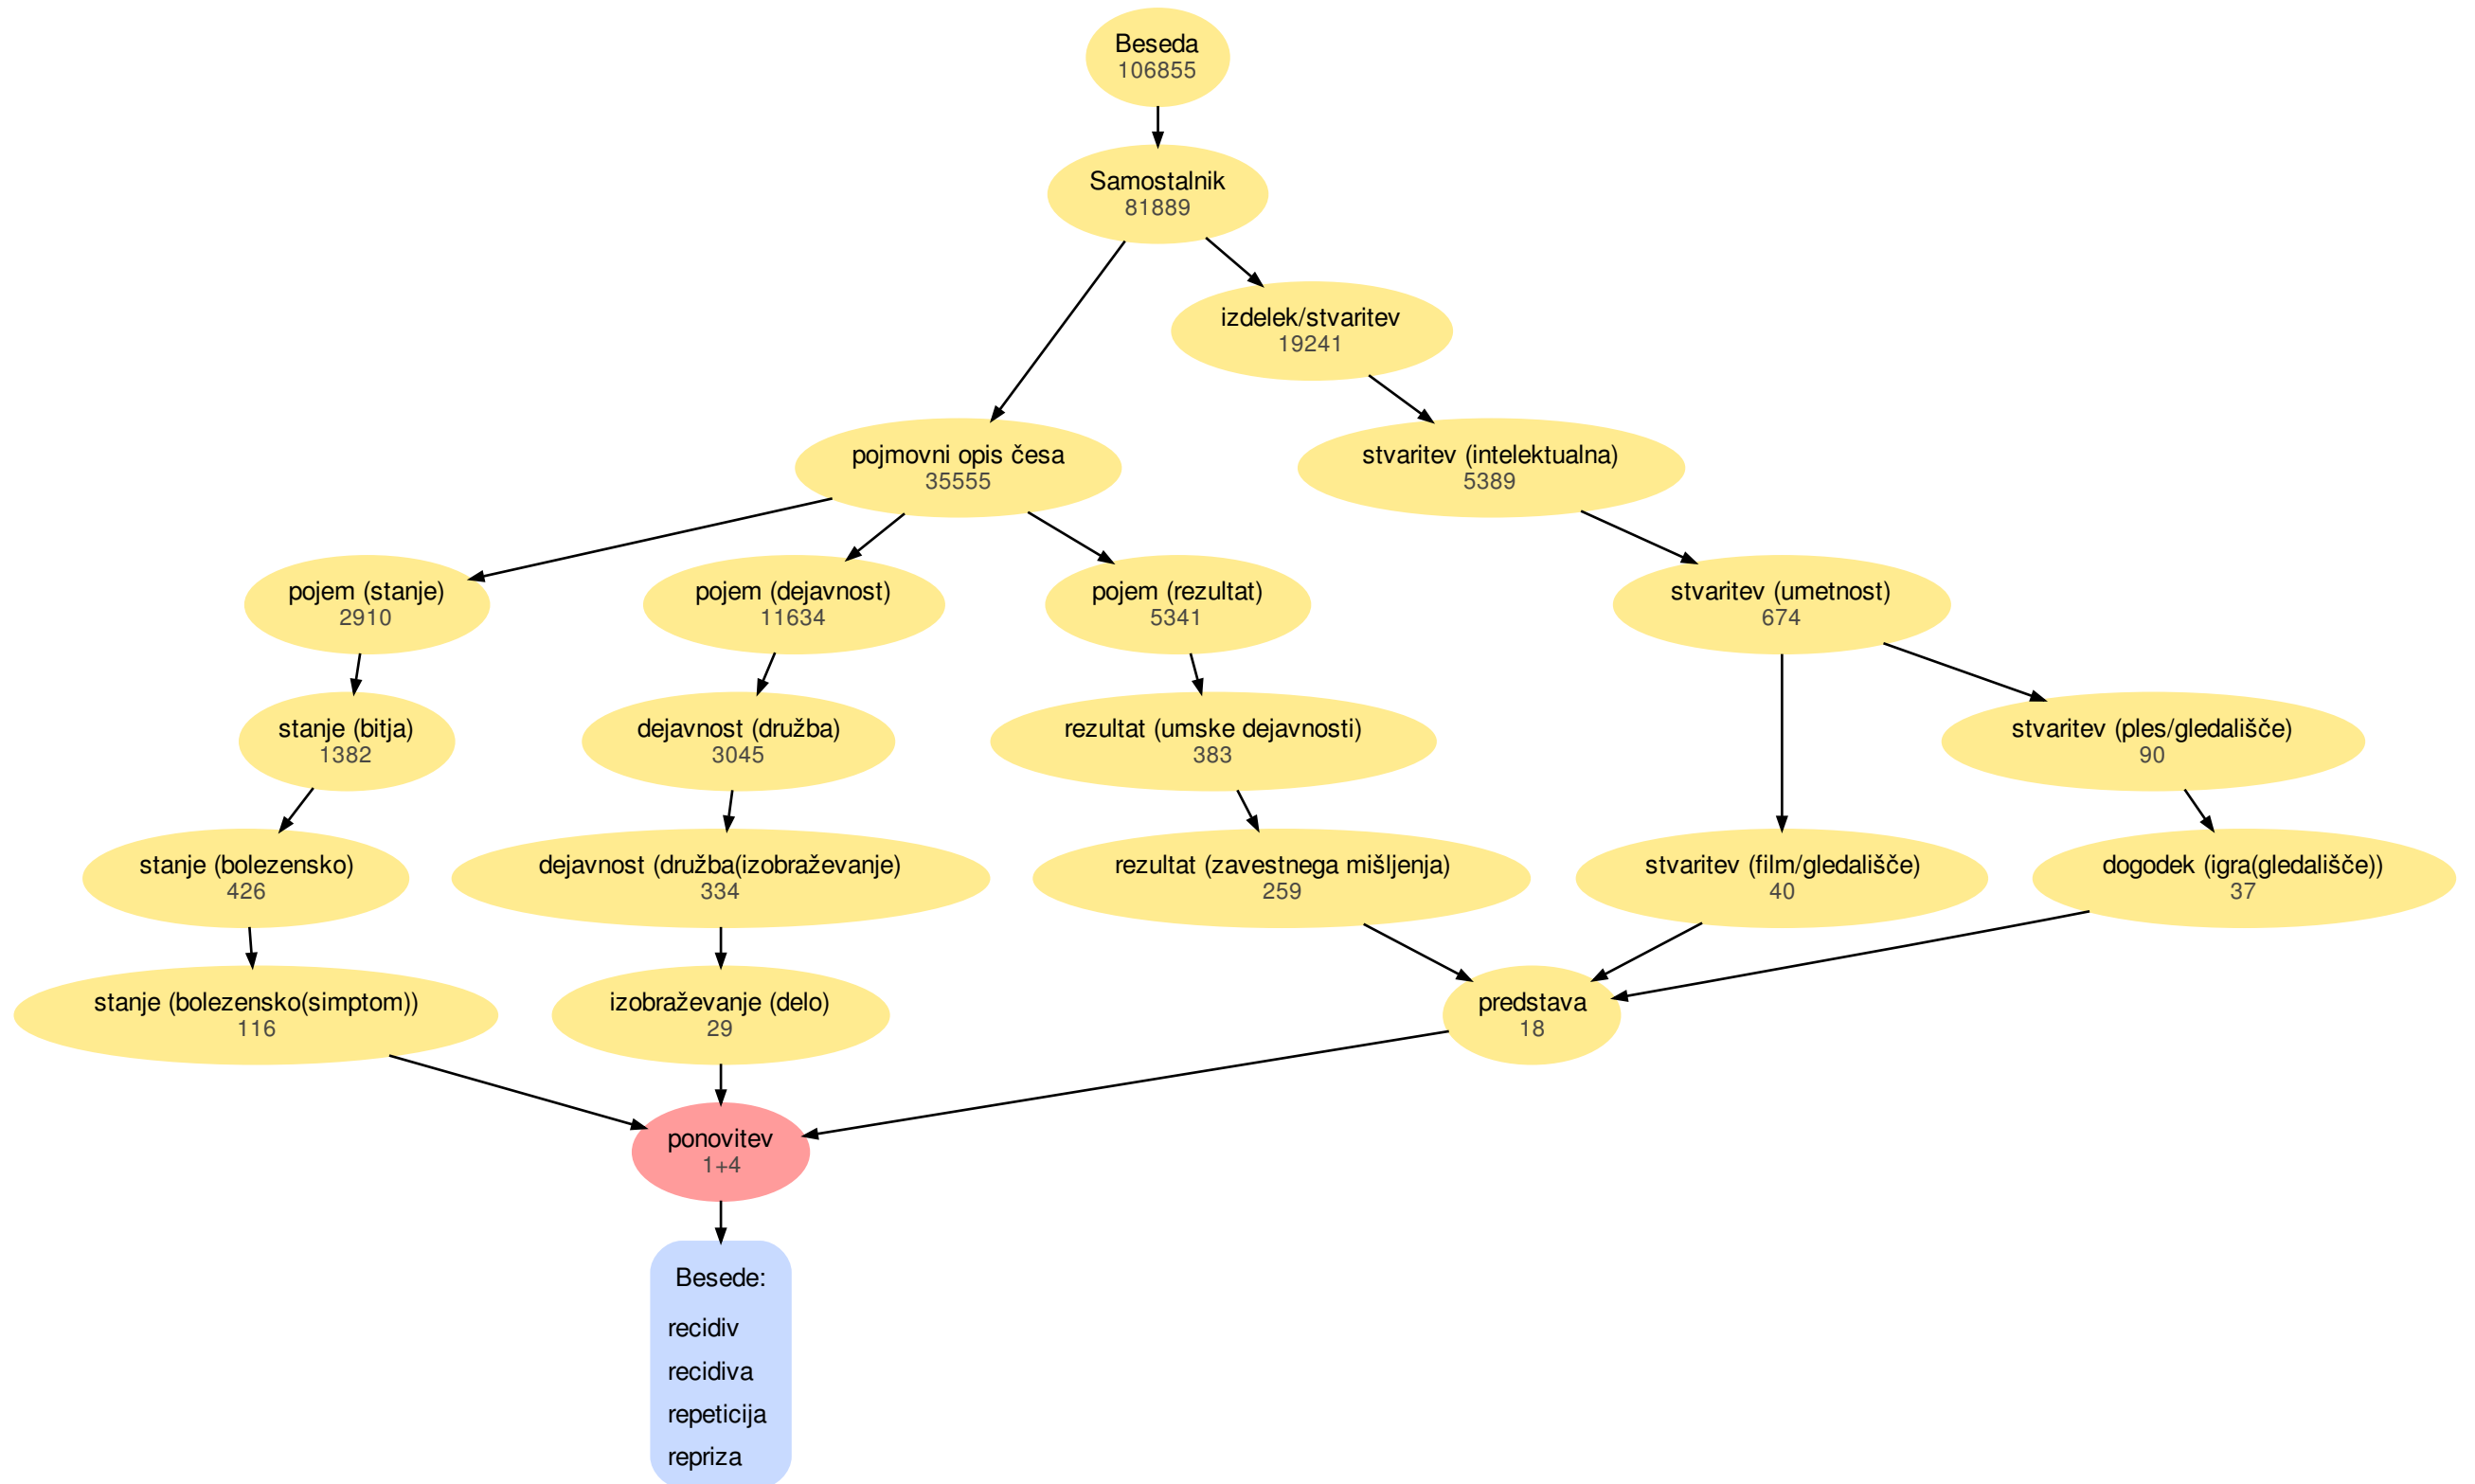 Beseda
106855
Samostalnik
81889
izdelek/stvaritev
19241
pojmovni opis česa
35555
stvaritev (intelektualna)
5389
pojem (stanje)
2910
pojem (dejavnost)
11634
pojem (rezultat)
5341
stvaritev (umetnost)
674
stanje (bitja)
1382
dejavnost (družba)
3045
rezultat (umske dejavnosti)
383
stvaritev (ples/gledališče)
90
stanje (bolezensko)
426
dejavnost (družba(izobraževanje)
334
rezultat (zavestnega mišljenja)
259
stvaritev (film/gledališče)
40
dogodek (igra(gledališče))
37
stanje (bolezensko(simptom))
116
izobraževanje (delo)
29
predstava
18
ponovitev
1+4
Besede:
recidiv
recidiva
repeticija
repriza